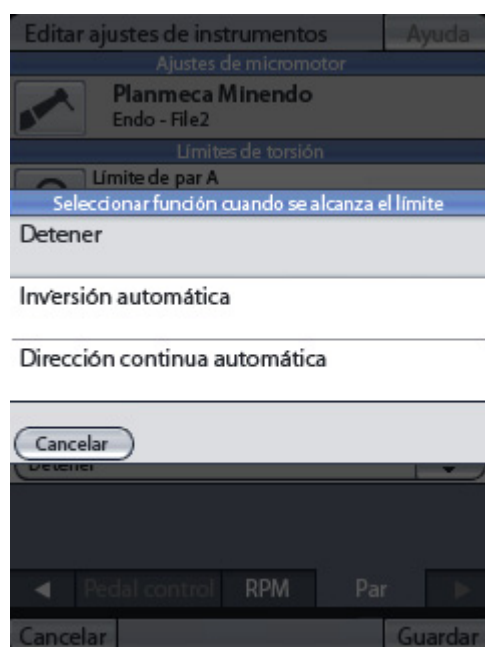 Editar ajustes de instrumentos Ayuda
Ajustes de micromotor
Planmeca Minendo
Endo - File2
Límites de torsión
Límite de par A
Seleccionar función cuando se alcanza el límite
Detener
Inversión automática
Dirección continua automática
Cancelar
Detener
Pedal control RPM Par
Cancelar Guardar